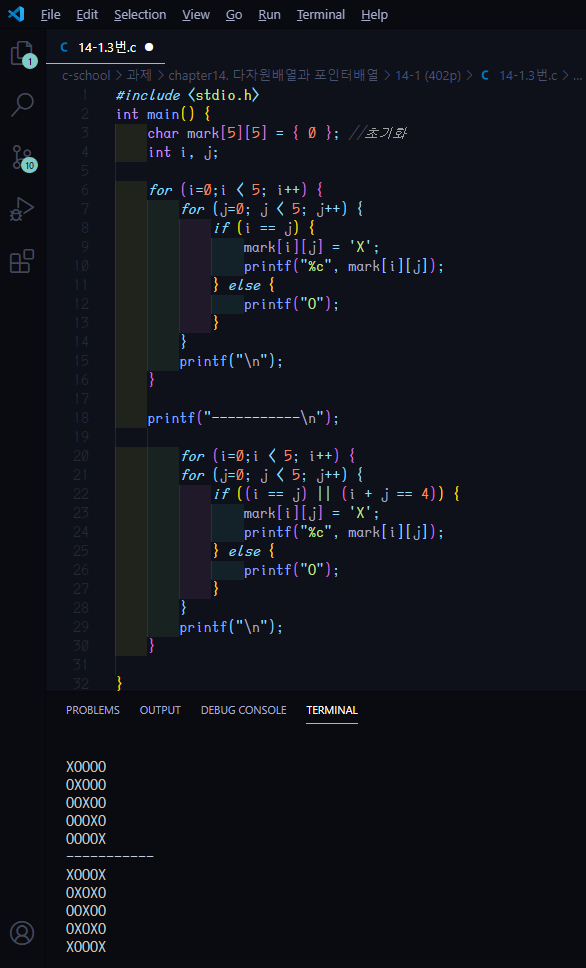 File Edit Selection View Go Run Terminal Help
C 14-1.3번.c
c-school > 과제 > chapter14. 다차원배열과 포인터배열 > 14-1 (402p) > C 14-1.3번.c > ...
1 #include <stdio.h>
2 int main() {
3 char mark[5][5] = { 0 }; //초기화
4 int i, j;
5
6 for (i=0;i < 5; i++) {
7 for (j=0; j < 5; j++) {
8 if (i == j) {
9 mark[i][j] = 'X';
10 printf("%c", mark[i][j]);
11 } else {
12 printf("O");
13 }
14 }
15 printf("\n");
16 }
17
18 printf("-----------\n");
19
20 for (i=0;i < 5; i++) {
21 for (j=0; j < 5; j++) {
22 if ((i == j) || (i + j == 4)) {
23 mark[i][j] = 'X';
24 printf("%c", mark[i][j]);
25 } else {
26 printf("O");
27 }
28 }
29 printf("\n");
30 }
31
32 }
1
10
PROBLEMS OUTPUT DEBUG CONSOLE TERMINAL
XOOOO
OXOOO
OOXOO
OOOXO
OOOOX
-----------
XOOOX
OXOXO
OOXOO
OXOXO
XOOOX